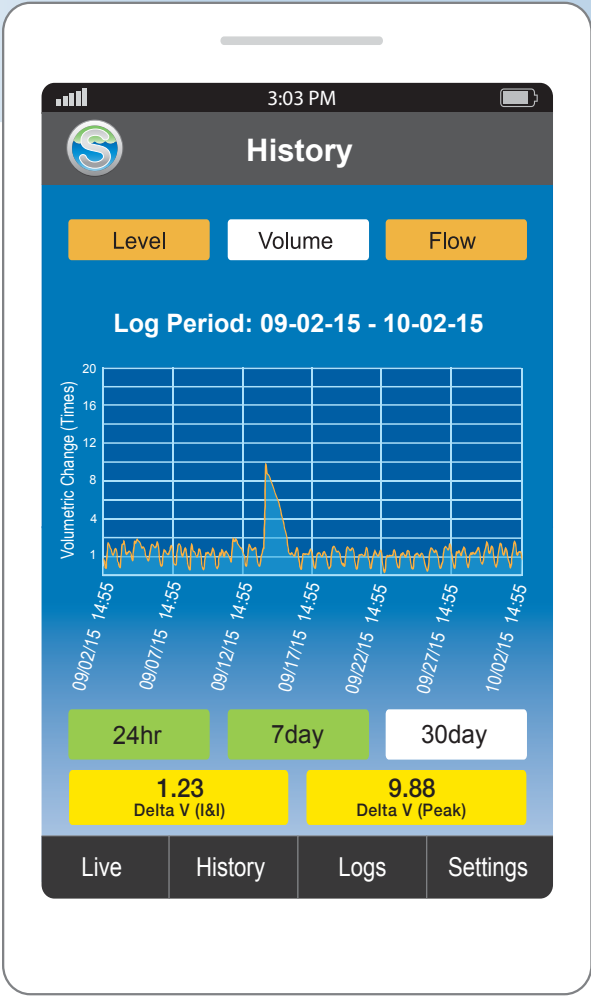 3:03 PM
S
History
Level Volume Flow
Log Period: 09-02-15 - 10-02-15
Volumetric Change (Times)
20
16
12
8
4
1
09/02/15 14:55
09/07/15 14:55
09/12/15 14:55
09/17/15 14:55
09/22/15 14:55
09/27/15 14:55
10/02/15 14:55
24hr 7day 30day
1.23 9.88
Delta V (I&I) Delta V (Peak)
Live History Logs Settings